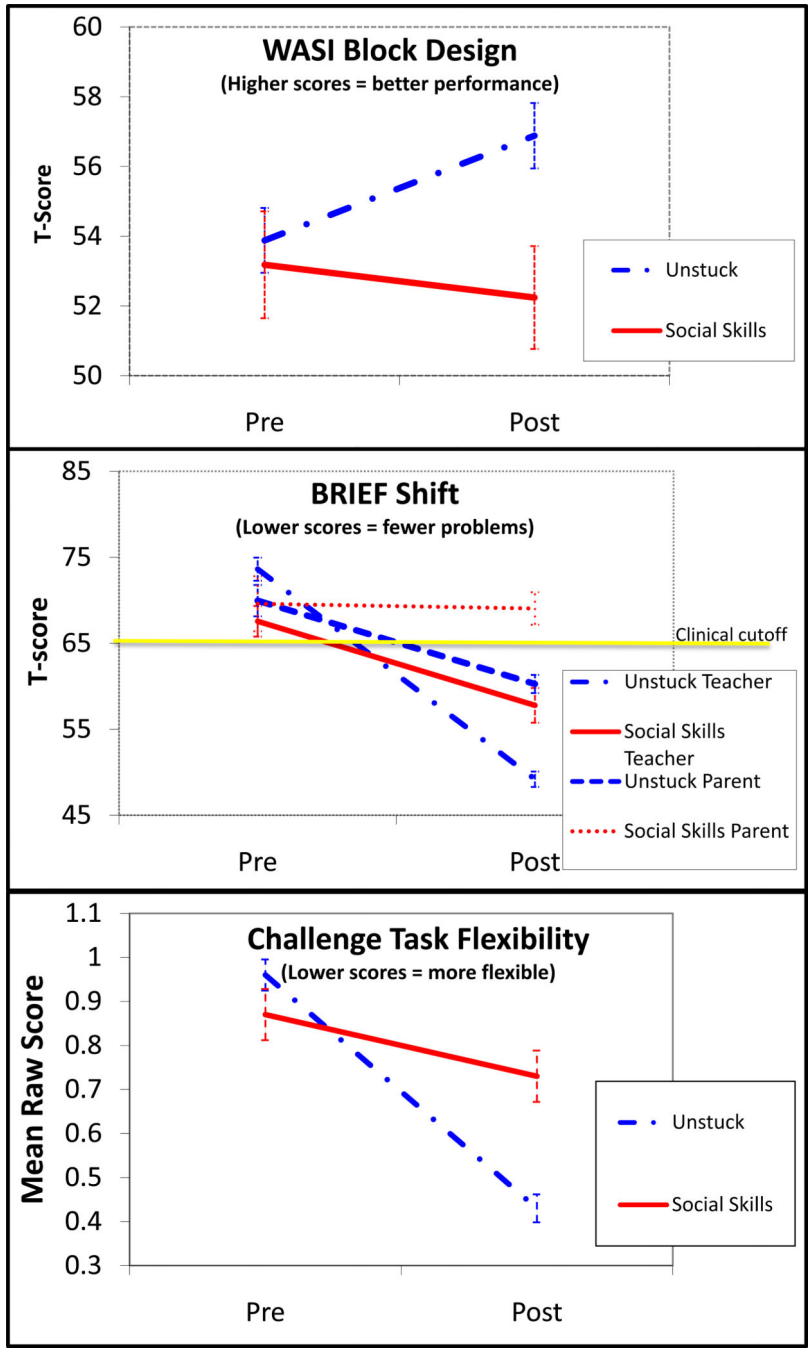 WASI Block Design
(Higher scores = better performance)
T-Score
60
58
56
54
52
50
Pre
Post
Unstuck
Social Skills
BRIEF Shift
(Lower scores = fewer problems)
T-score
85
75
65
55
45
Clinical cutoff
Unstuck Teacher
Social Skills
Teacher
Unstuck Parent
Social Skills Parent
Pre
Post
Challenge Task Flexibility
(Lower scores = more flexible)
Mean Raw Score
1.1
1
0.9
0.8
0.7
0.6
0.5
0.4
0.3
Unstuck
Social Skills
Pre
Post